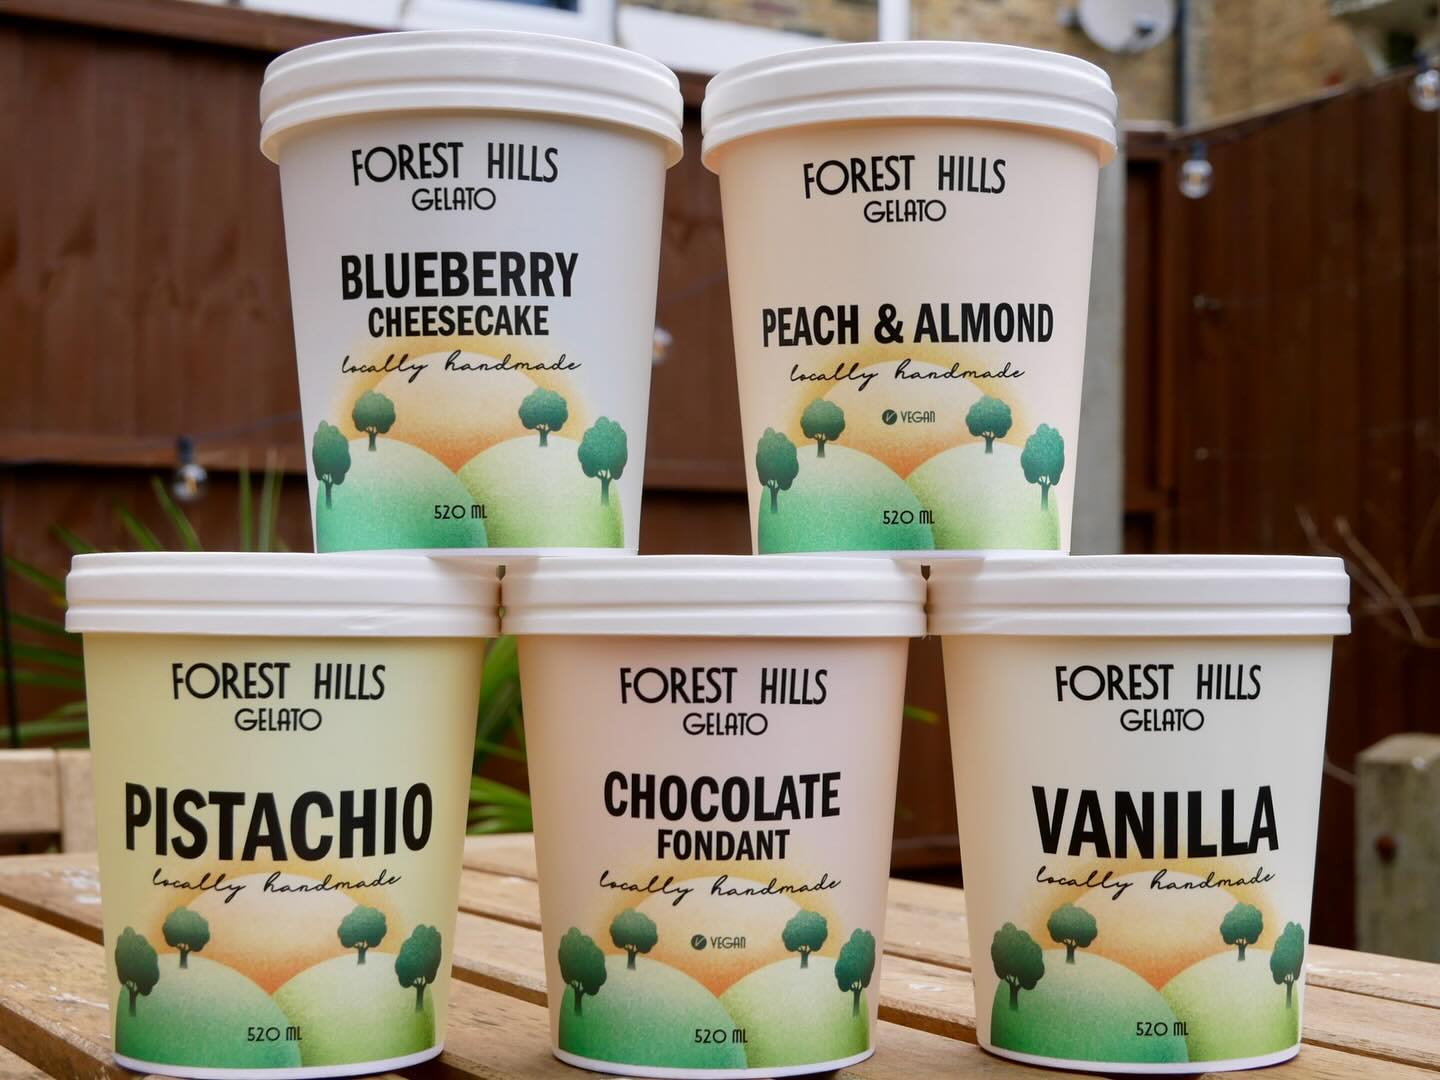 FOREST HILLS
GELATO
BLUEBERRY
CHEESECAKE
locally handmade
520 ML
FOREST HILLS
GELATO
PEACH & ALMOND
locally handmade
V VEGAN
520 ML
FOREST HILLS
GELATO
PISTACHIO
locally handmade
520 ML
FOREST HILLS
GELATO
CHOCOLATE
FONDANT
locally handmade
V VEGAN
520 ML
FOREST HILLS
GELATO
VANILLA
locally handmade
520 ML